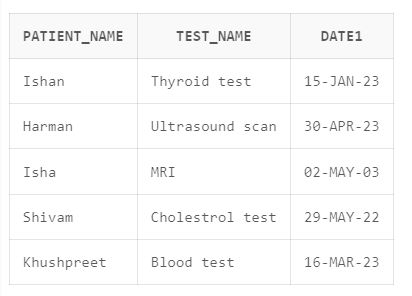 PATIENT_NAME TEST_NAME DATE1
Ishan Thyroid test 15-JAN-23
Harman Ultrasound scan 30-APR-23
Isha MRI 02-MAY-03
Shivam Cholestrol test 29-MAY-22
Khushpreet Blood test 16-MAR-23